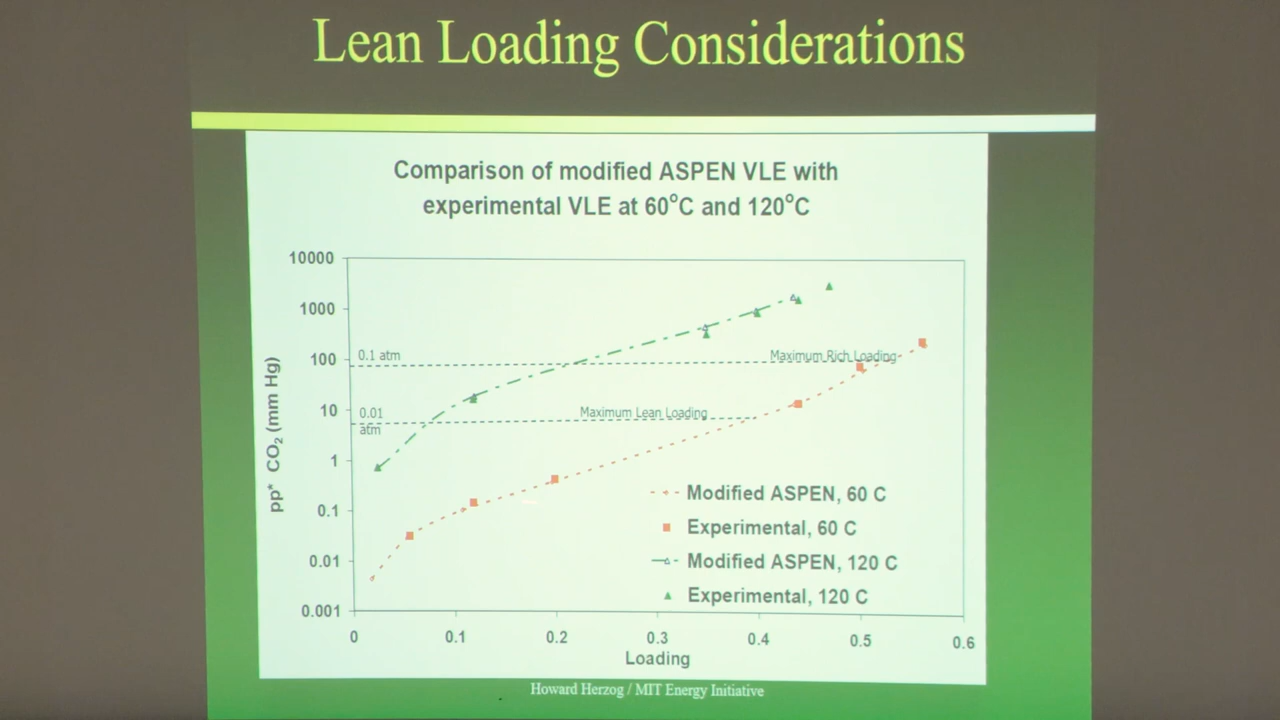 Lean Loading Considerations
Comparison of modified ASPEN VLE with
experimental VLE at 60°C and 120°C
10000
1000
100
10
1
0.1
0.01
0.001
pp* CO₂ (mm Hg)
0.1 atm
Maximum Rich Loading
0.01
atm
Maximum Lean Loading
Modified ASPEN, 60 C
Experimental, 60 C
Modified ASPEN, 120 C
Experimental, 120 C
0 0.1 0.2 0.3 0.4 0.5 0.6
Loading
Howard Herzog / MIT Energy Initiative